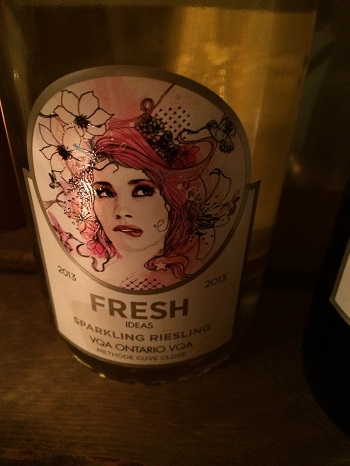 2013 2013
FRESH
IDEAS
SPARKLING RIESLING
VQA ONTARIO VQA
METHODE CUVE CLOSE